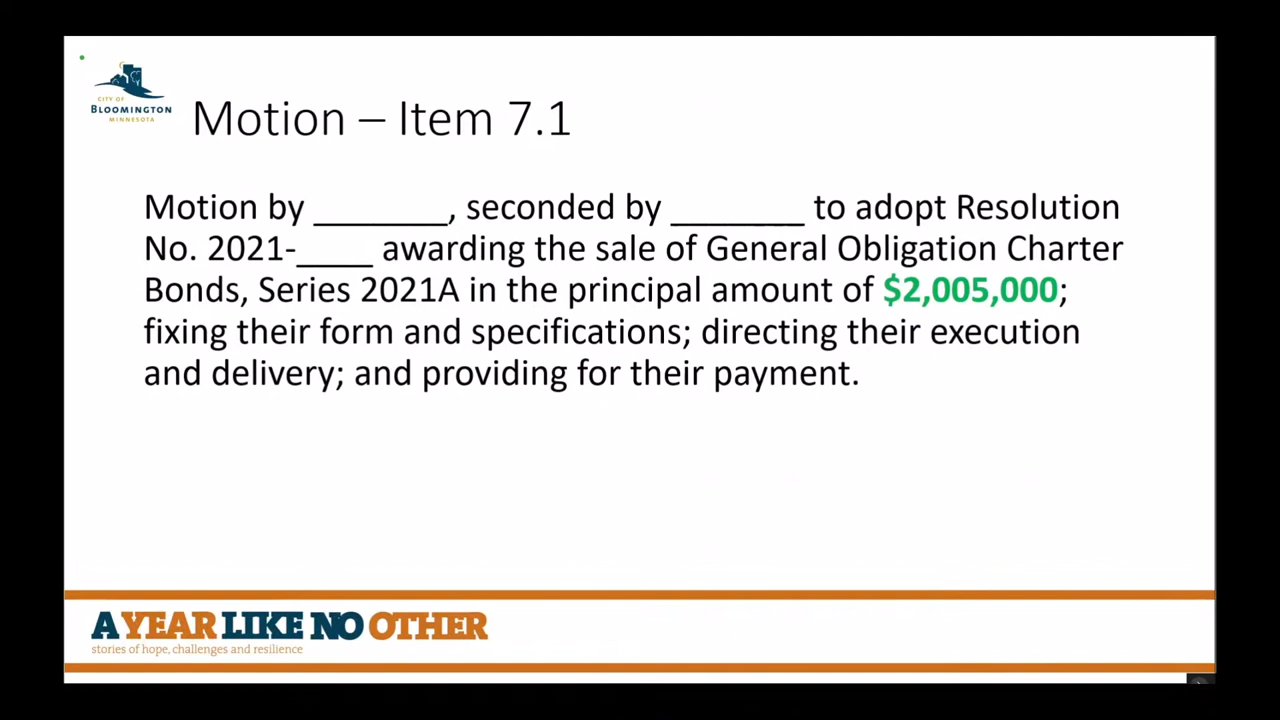 CITY OF
BLOOMINGTON
MINNESOTA
Motion – Item 7.1
Motion by _______, seconded by _______ to adopt Resolution
No. 2021-____ awarding the sale of General Obligation Charter
Bonds, Series 2021A in the principal amount of $2,005,000;
fixing their form and specifications; directing their execution
and delivery; and providing for their payment.
A YEAR LIKE NO OTHER
stories of hope, challenges and resilience